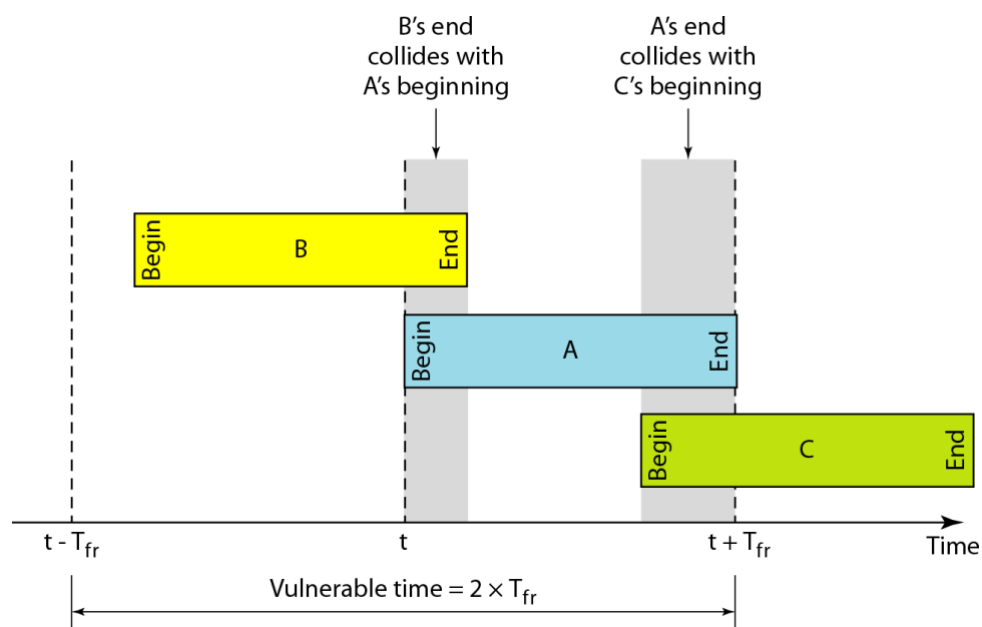 B's end
collides with
A's beginning
A's end
collides with
C's beginning
Begin
B
End
Begin
A
End
Begin
C
End
t - Tfr
t
t + Tfr
Time
Vulnerable time = 2 × Tfr